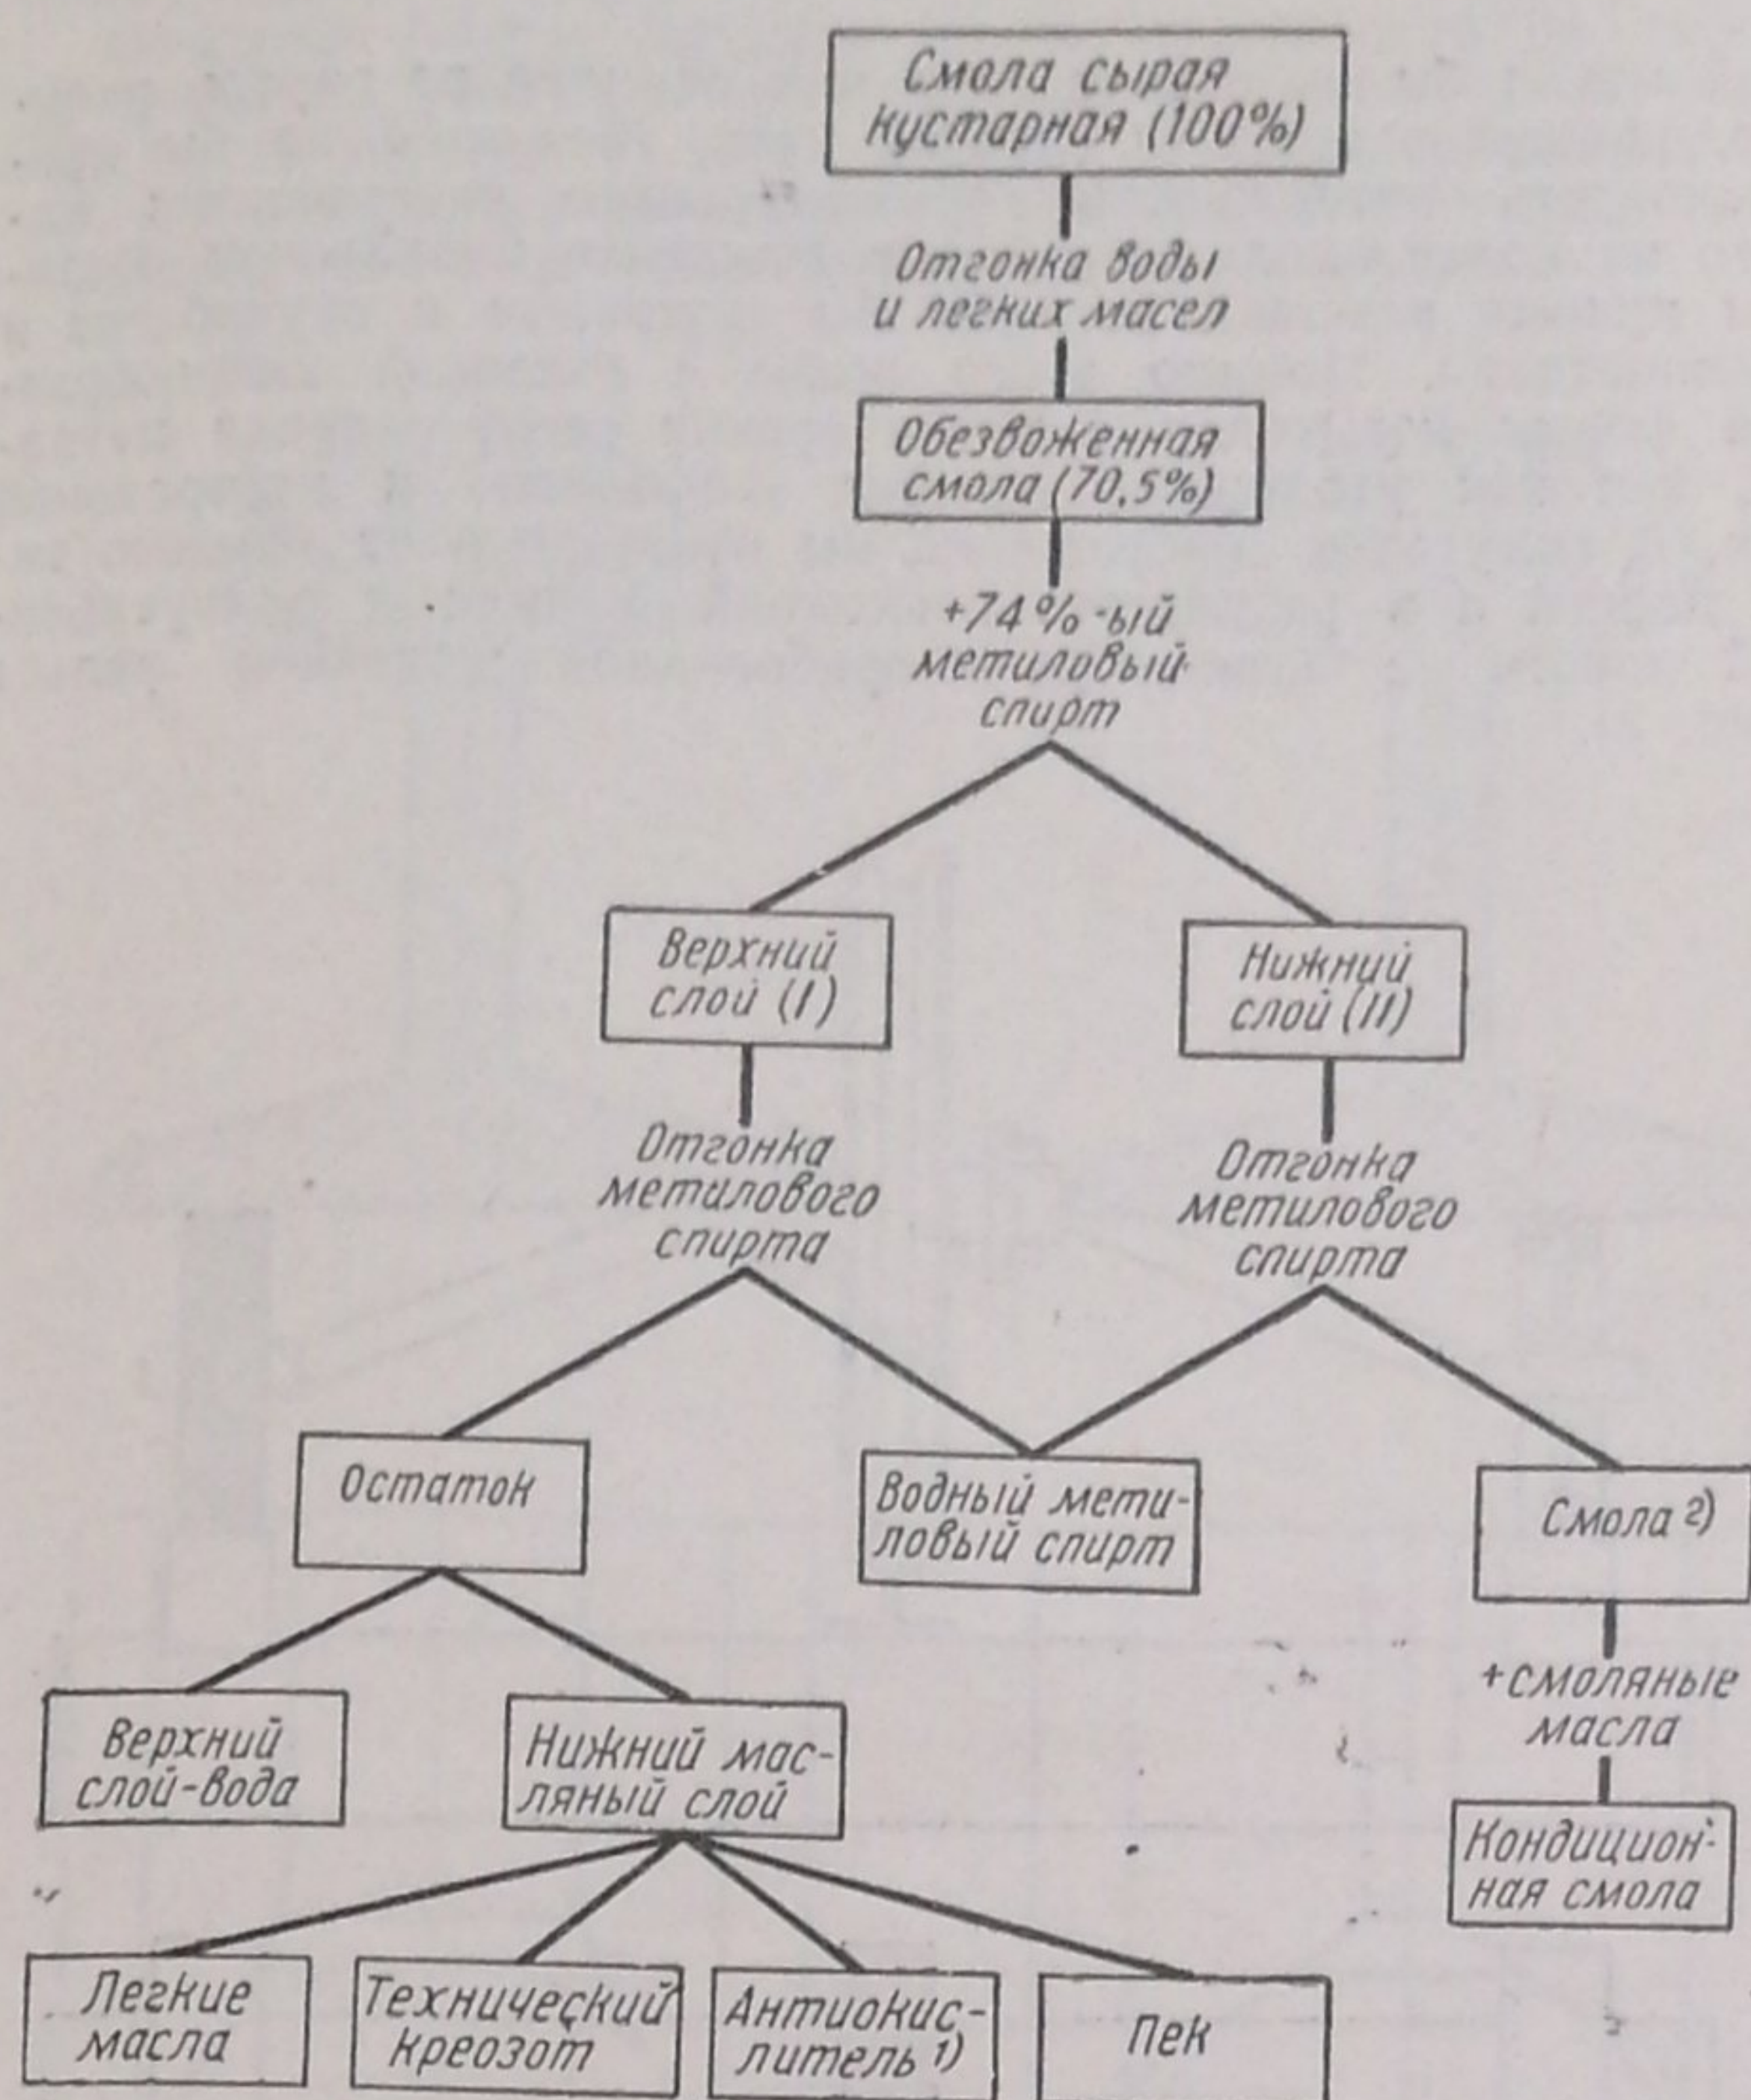 Смола сырая
кустарная (100%)
Отгонка воды
и легких масел
Обезвоженная
смола (70,5%)
+74%-ый
метиловый
спирт
Верхний
слой (I)
Нижний
слой (II)
Отгонка
метилового
спирта
Отгонка
метилового
спирта
Остаток
Водный мети-
ловый спирт
Смола 2)
+смоляные
масла
Верхний
слой-вода
Нижний мас-
ляный слой
Кондицион-
ная смола
Легкие
масла
Технический
креозот
Антиокис-
литель 1)
Пек